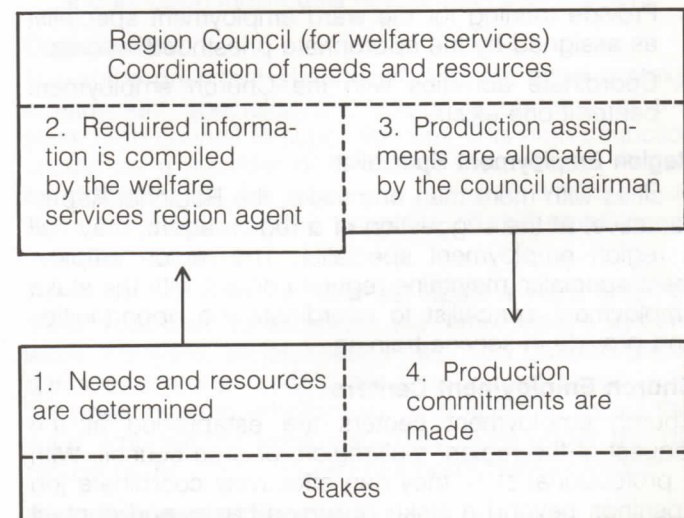 Region Council (for welfare services)
Coordination of needs and resources
2. Required informa-
tion is compiled
by the welfare
services region agent
3. Production assign-
ments are allocated
by the council chairman
1. Needs and resources
are determined
4. Production
commitments are
made
Stakes